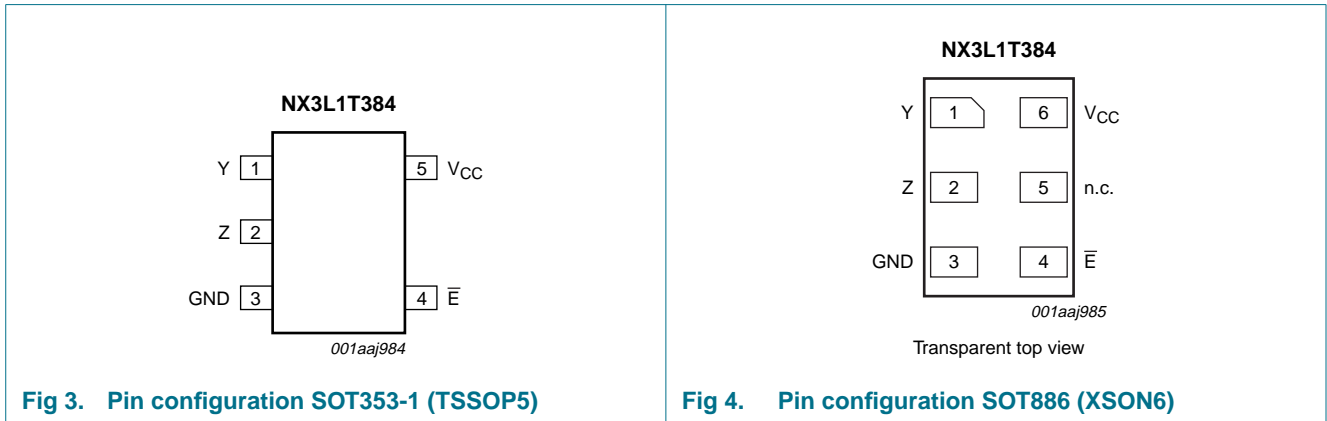 NX3L1T384
Y 1 5 VCC
Z 2
GND 3 4 E̅
001aaj984
Fig 3. Pin configuration SOT353-1 (TSSOP5)
NX3L1T384
Y 1 6 VCC
Z 2 5 n.c.
GND 3 4 E̅
001aaj985
Transparent top view
Fig 4. Pin configuration SOT886 (XSON6)